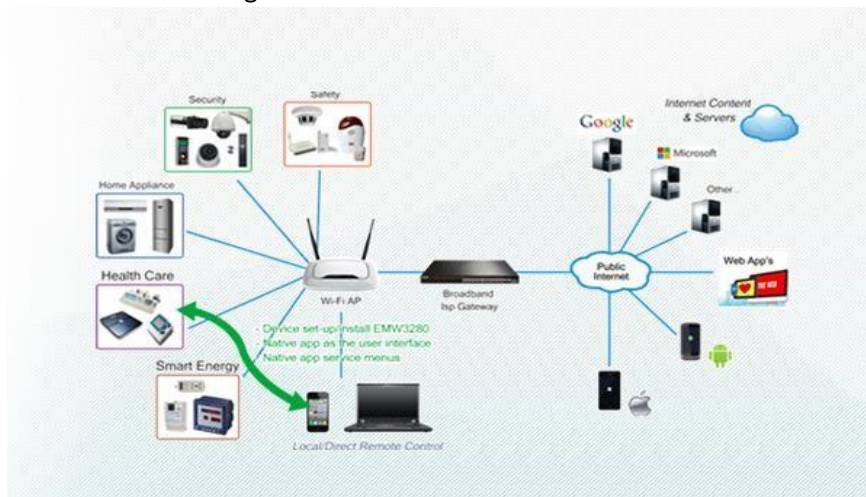 Security
Safety
Home Appliance
Health Care
Smart Energy
Wi-Fi AP
- Device set-up/install EMW3280
- Native app as the user interface
- Native app service menus
Local/Direct Remote Control
Broadband
Isp Gateway
Public
Internet
Internet Content
& Servers
Google
Microsoft
Other...
Web App's
THE WEB